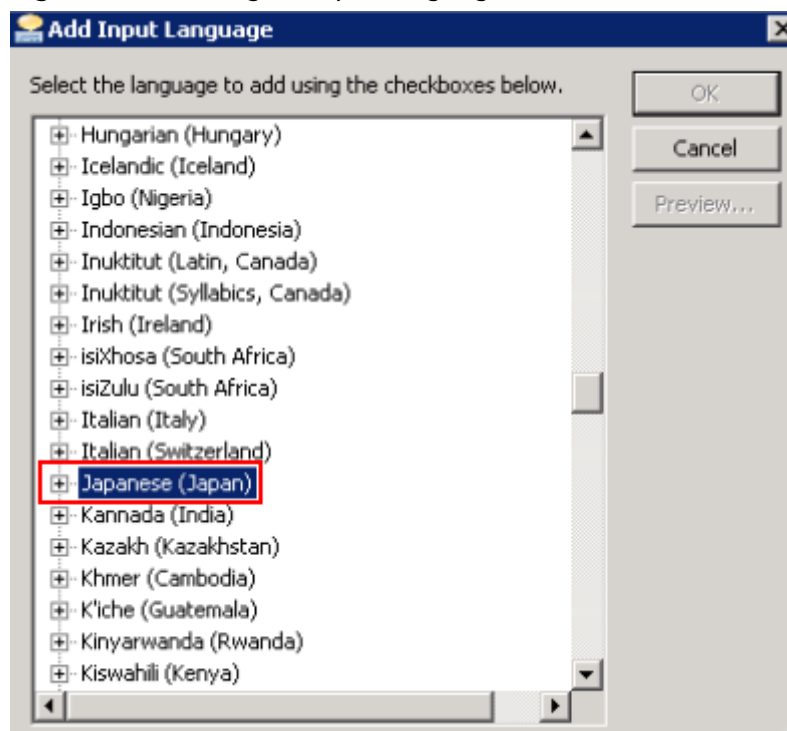 Add Input Language
Select the language to add using the checkboxes below.
OK
Cancel
Preview...
Hungarian (Hungary)
Icelandic (Iceland)
Igbo (Nigeria)
Indonesian (Indonesia)
Inuktitut (Latin, Canada)
Inuktitut (Syllabics, Canada)
Irish (Ireland)
isiXhosa (South Africa)
isiZulu (South Africa)
Italian (Italy)
Italian (Switzerland)
Japanese (Japan)
Kannada (India)
Kazakh (Kazakhstan)
Khmer (Cambodia)
K'iche (Guatemala)
Kinyarwanda (Rwanda)
Kiswahili (Kenya)